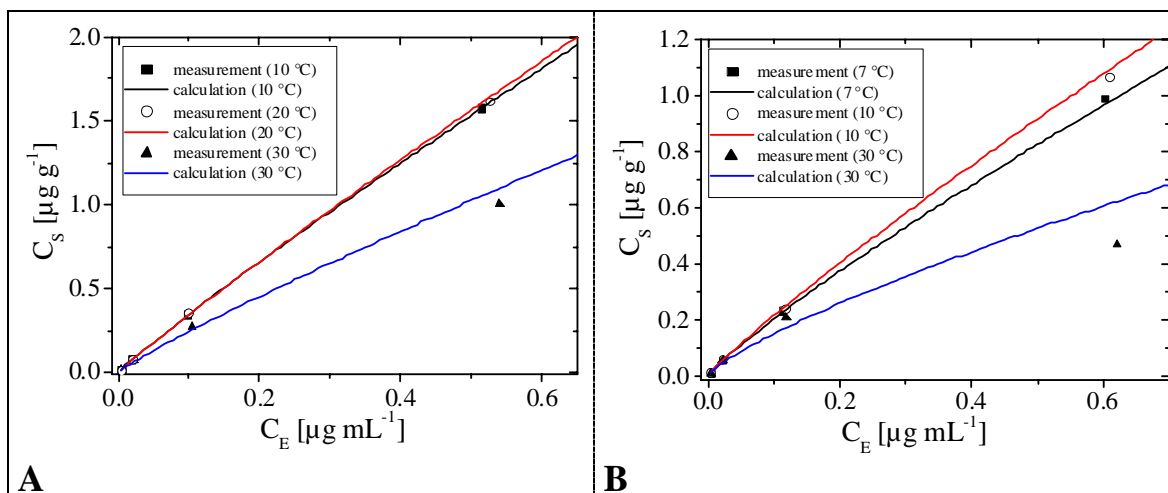 2.0
1.5
1.0
0.5
0.0
C_S [µg g⁻¹]
measurement (10 °C)
calculation (10 °C)
measurement (20 °C)
calculation (20 °C)
measurement (30 °C)
calculation (30 °C)
0.0 0.2 0.4 0.6
C_E [µg mL⁻¹]
A
1.2
1.0
0.8
0.6
0.4
0.2
0.0
C_S [µg g⁻¹]
measurement (7 °C)
calculation (7 °C)
measurement (10 °C)
calculation (10 °C)
measurement (30 °C)
calculation (30 °C)
0.0 0.2 0.4 0.6
C_E [µg mL⁻¹]
B